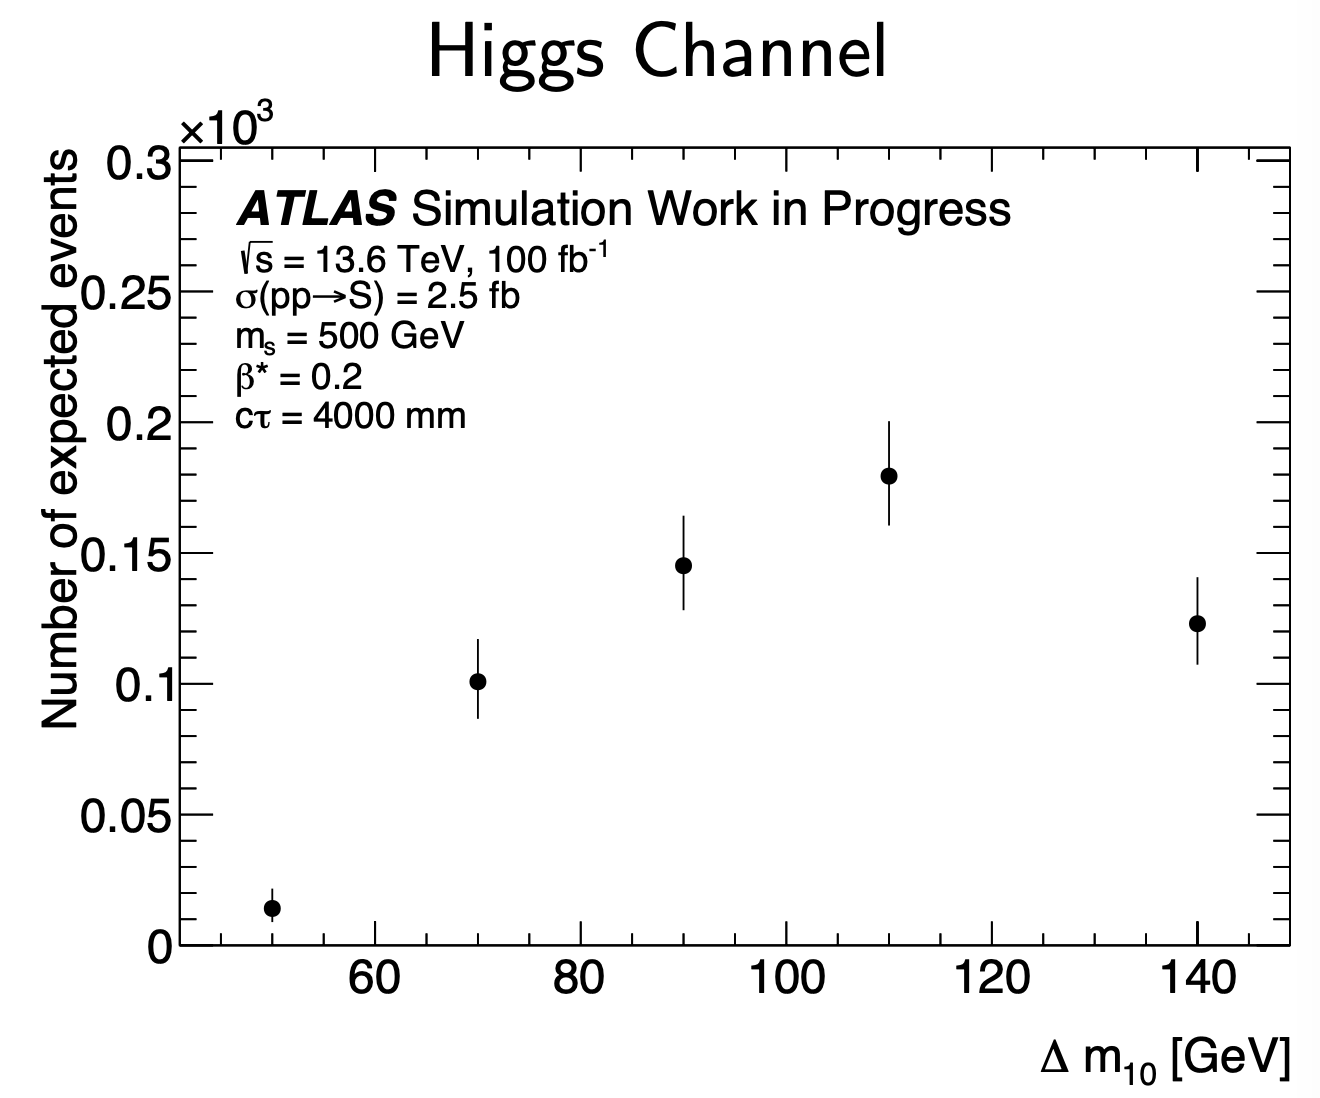 Higgs Channel
×10³
0.3
0.25
0.2
0.15
0.1
0.05
0
Number of expected events
ATLAS Simulation Work in Progress
√s = 13.6 TeV, 100 fb⁻¹
σ(pp→S) = 2.5 fb
mₛ = 500 GeV
β* = 0.2
cτ = 4000 mm
60 80 100 120 140
Δ m₁₀ [GeV]